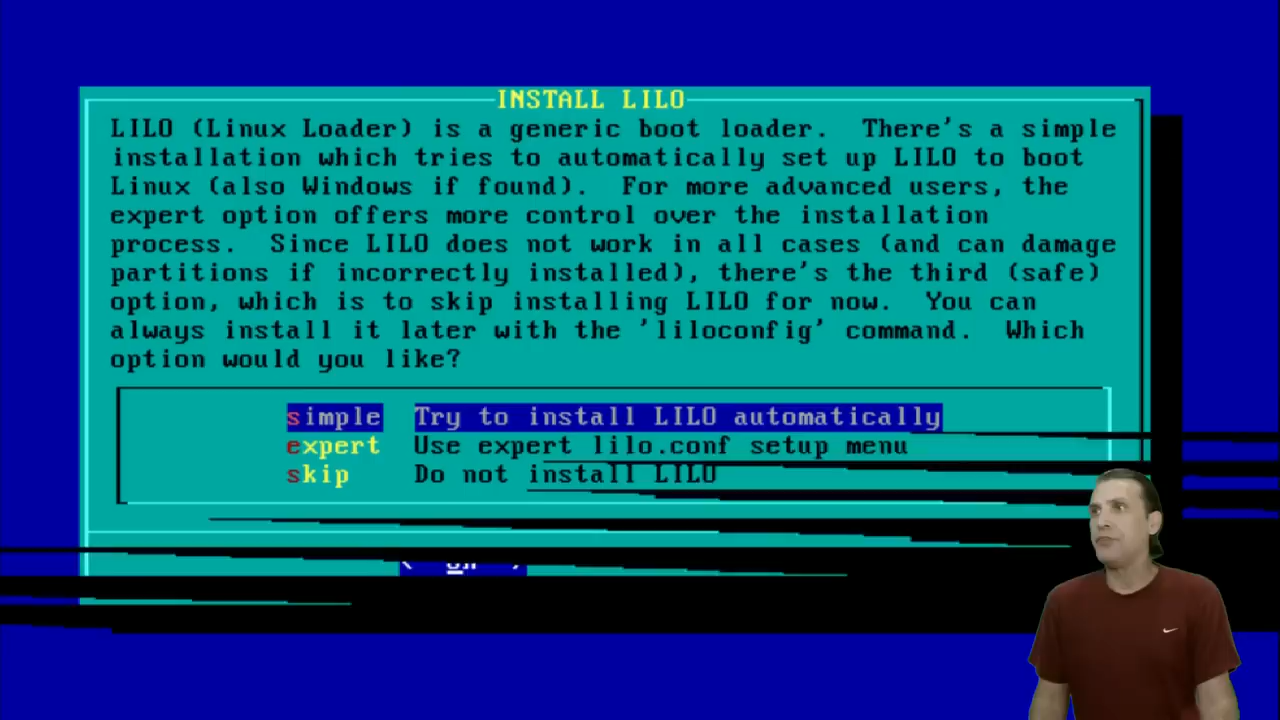 INSTALL LILO
LILO (Linux Loader) is a generic boot loader.  There's a simple
installation which tries to automatically set up LILO to boot
Linux (also Windows if found).  For more advanced users, the
expert option offers more control over the installation
process.  Since LILO does not work in all cases (and can damage
partitions if incorrectly installed), there's the third (safe)
option, which is to skip installing LILO for now.  You can
always install it later with the 'liloconfig' command.  Which
option would you like?
simple  Try to install LILO automatically
expert  Use expert lilo.conf setup menu
skip  Do not install LILO